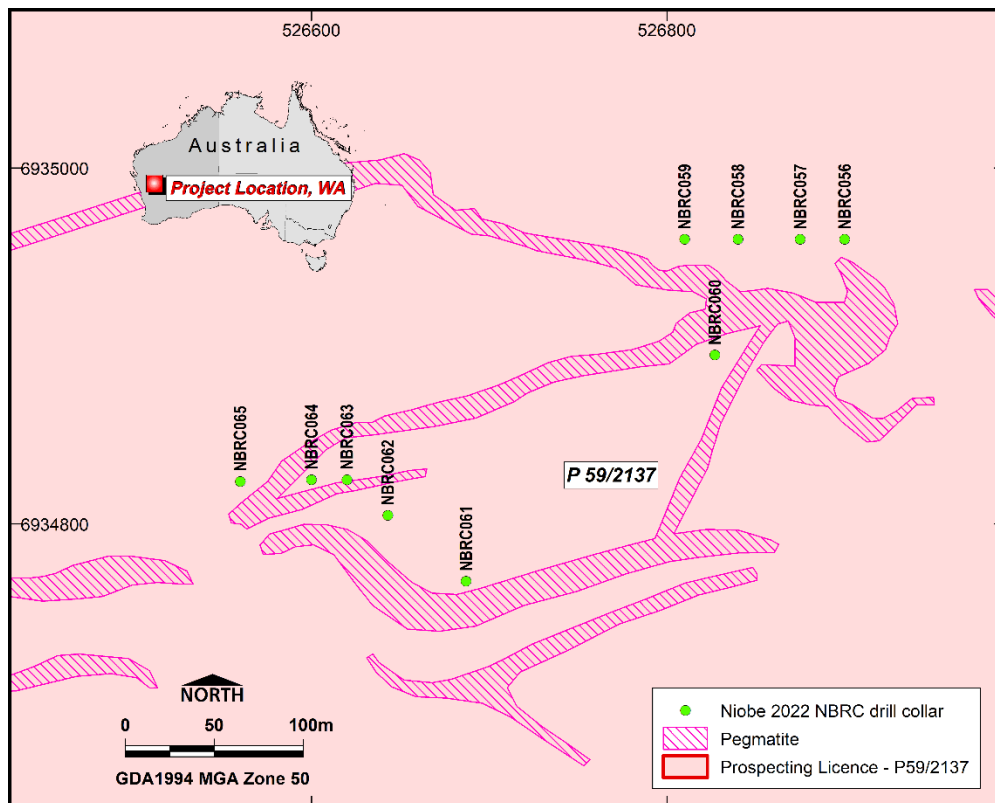 526600
526800
Australia
6935000
Project Location, WA
NBRC059
NBRC058
NBRC057
NBRC056
NBRC060
NBRC065
NBRC064
NBRC063
NBRC062
P 59/2137
6934800
NBRC061
NORTH
0 50 100m
GDA1994 MGA Zone 50
Niobe 2022 NBRC drill collar
Pegmatite
Prospecting Licence - P59/2137